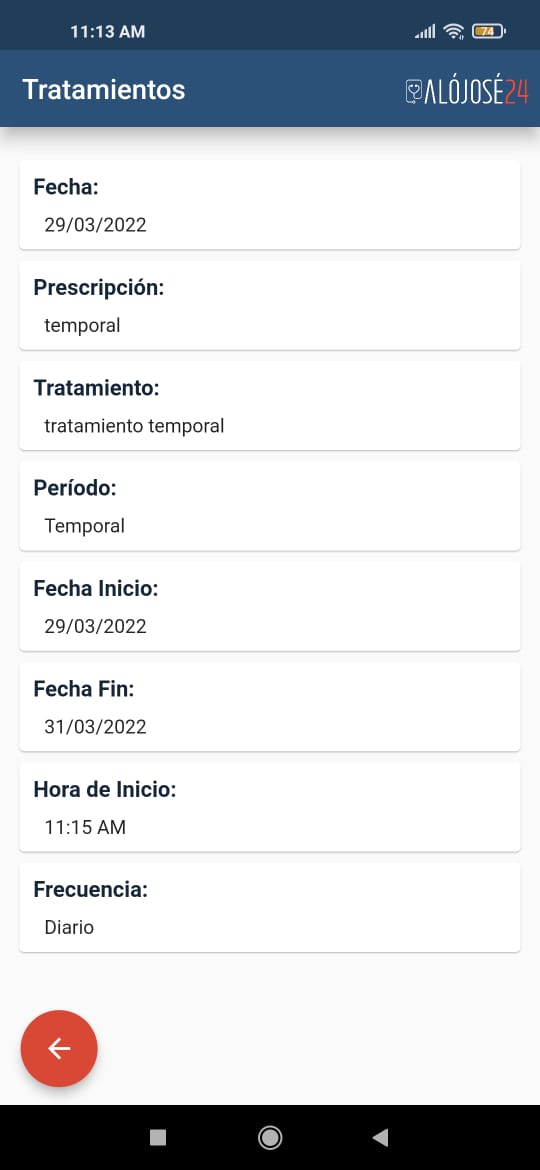 11:13 AM
74
Tratamientos
ALÓJOSÉ24
Fecha:
29/03/2022
Prescripción:
temporal
Tratamiento:
tratamiento temporal
Período:
Temporal
Fecha Inicio:
29/03/2022
Fecha Fin:
31/03/2022
Hora de Inicio:
11:15 AM
Frecuencia:
Diario